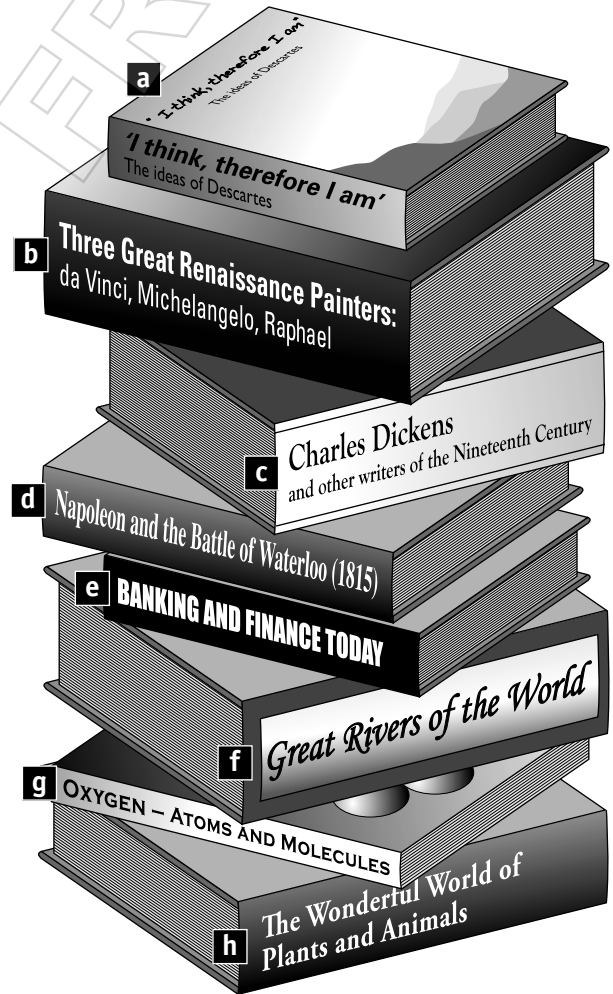 a
" I think, therefore I am"
The ideas of Descartes
'I think, therefore I am'
The ideas of Descartes
b
Three Great Renaissance Painters:
da Vinci, Michelangelo, Raphael
c
Charles Dickens
and other writers of the Nineteenth Century
d
Napoleon and the Battle of Waterloo (1815)
e
BANKING AND FINANCE TODAY
f
Great Rivers of the World
g
OXYGEN – ATOMS AND MOLECULES
h
The Wonderful World of
Plants and Animals